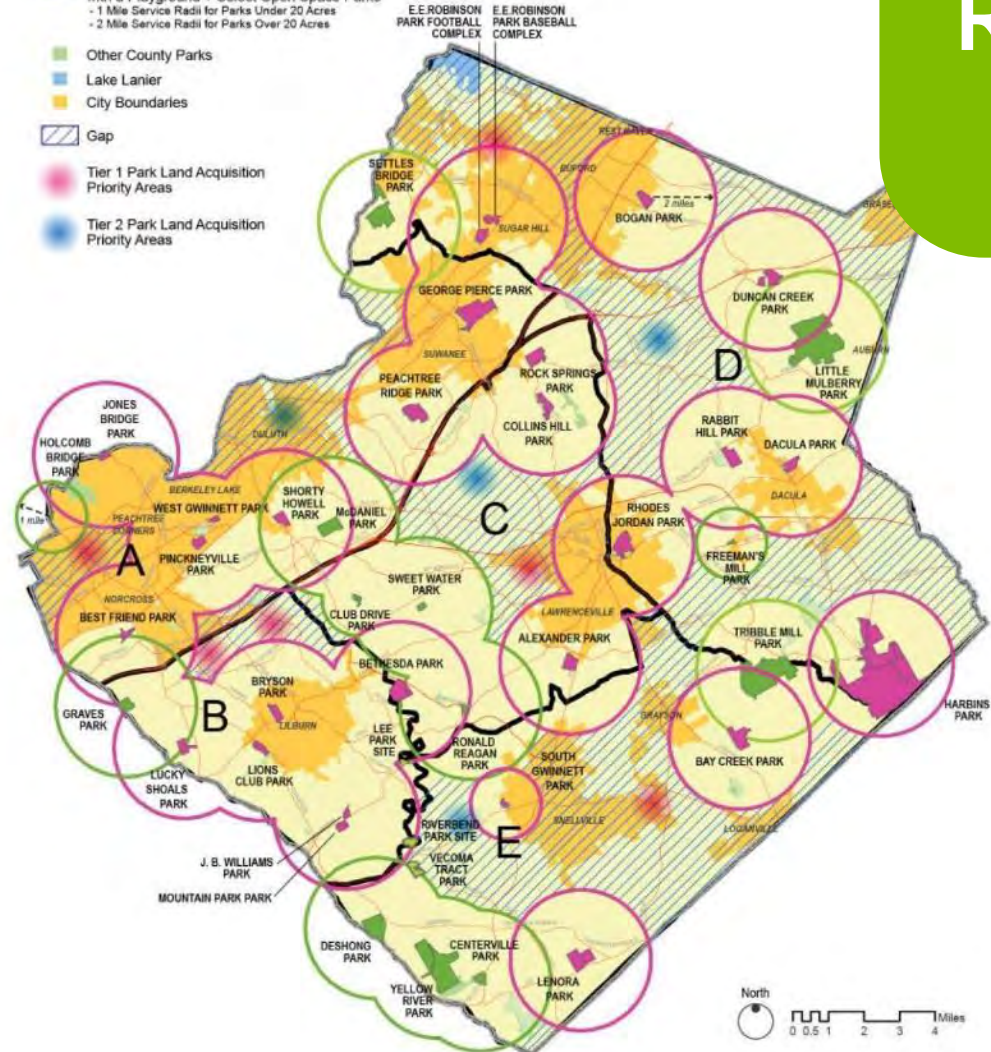 - 1 Mile Service Radii for Parks Under 20 Acres
- 2 Mile Service Radii for Parks Over 20 Acres
Other County Parks
Lake Lanier
City Boundaries
Gap
Tier 1 Park Land Acquisition
Priority Areas
Tier 2 Park Land Acquisition
Priority Areas
R
E.E.ROBINSON
PARK FOOTBALL
COMPLEX
E.E.ROBINSON
PARK BASEBALL
COMPLEX
REST HAVEN
BUFORD
SETTLES
BRIDGE
PARK
SUGAR HILL
2 miles
BOGAN PARK
GEORGE PIERCE PARK
DUNCAN CREEK
PARK
SUWANEE
ROCK SPRINGS
PARK
D
AUBURN
LITTLE
MULBERRY
PARK
PEACHTREE
RIDGE PARK
COLLINS HILL
PARK
JONES
BRIDGE
PARK
HOLCOMB
BRIDGE
PARK
DULUTH
RABBIT
HILL PARK
DACULA PARK
DACULA
1 mile
BERKELEY LAKE
WEST GWINNETT PARK
SHORTY
HOWELL
PARK
McDANIEL
PARK
C
RHODES
JORDAN PARK
PEACHTREE
CORNERS
A
PINCKNEYVILLE
PARK
FREEMAN'S
MILL
PARK
NORCROSS
BEST FRIEND PARK
SWEET WATER
PARK
CLUB DRIVE
PARK
LAWRENCEVILLE
ALEXANDER PARK
TRIBBLE MILL
PARK
BETHESDA PARK
BRYSON
PARK
B
LILBURN
GRAVES
PARK
LEE
PARK
SITE
RONALD
REAGAN
PARK
GRAYSON
HARBINS
PARK
BAY CREEK PARK
LIONS
CLUB PARK
LUCKY
SHOALS
PARK
SOUTH
GWINNETT
PARK
SNELLVILLE
LOGANVILLE
RIVERBEND
PARK SITE
E
J. B. WILLIAMS
PARK
VECOMA
TRACT
PARK
MOUNTAIN PARK PARK
DESHONG
PARK
CENTERVILLE
PARK
YELLOW
RIVER
PARK
LENORA
PARK
North
Miles
0 0.5 1 2 3 4